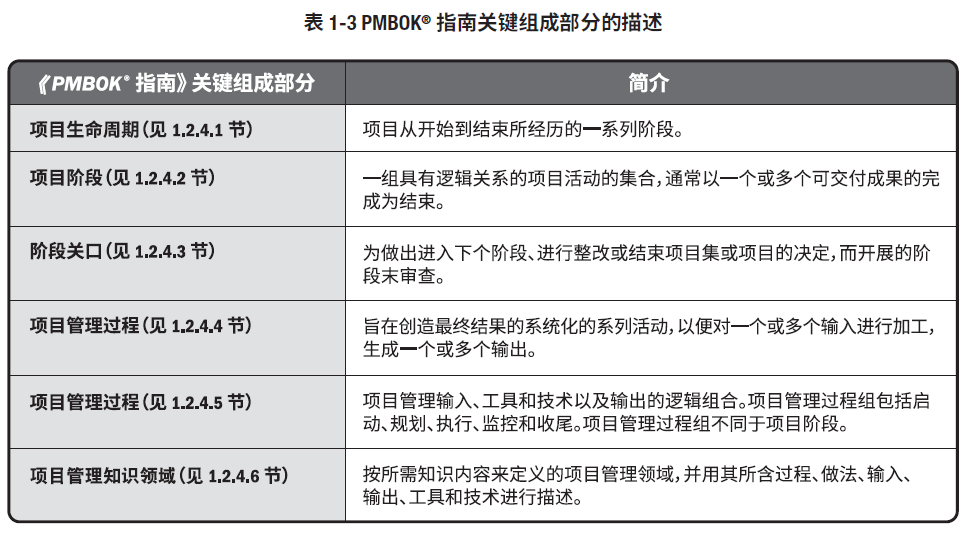 表 1-3 PMBOK® 指南关键组成部分的描述
《PMBOK® 指南》关键组成部分
简介
项目生命周期(见 1.2.4.1 节)
项目从开始到结束所经历的一系列阶段。
项目阶段(见 1.2.4.2 节)
一组具有逻辑关系的项目活动的集合,通常以一个或多个可交付成果的完
成为结束。
阶段关口(见 1.2.4.3 节)
为做出进入下个阶段、进行整改或结束项目集或项目的决定,而开展的阶
段末审查。
项目管理过程(见 1.2.4.4 节)
旨在创造最终结果的系统化的系列活动,以便对一个或多个输入进行加工,
生成一个或多个输出。
项目管理过程(见 1.2.4.5 节)
项目管理输入、工具和技术以及输出的逻辑组合。项目管理过程组包括启
动、规划、执行、监控和收尾。项目管理过程组不同于项目阶段。
项目管理知识领域(见 1.2.4.6 节)
按所需知识内容来定义的项目管理领域,并用其所含过程、做法、输入、
输出、工具和技术进行描述。